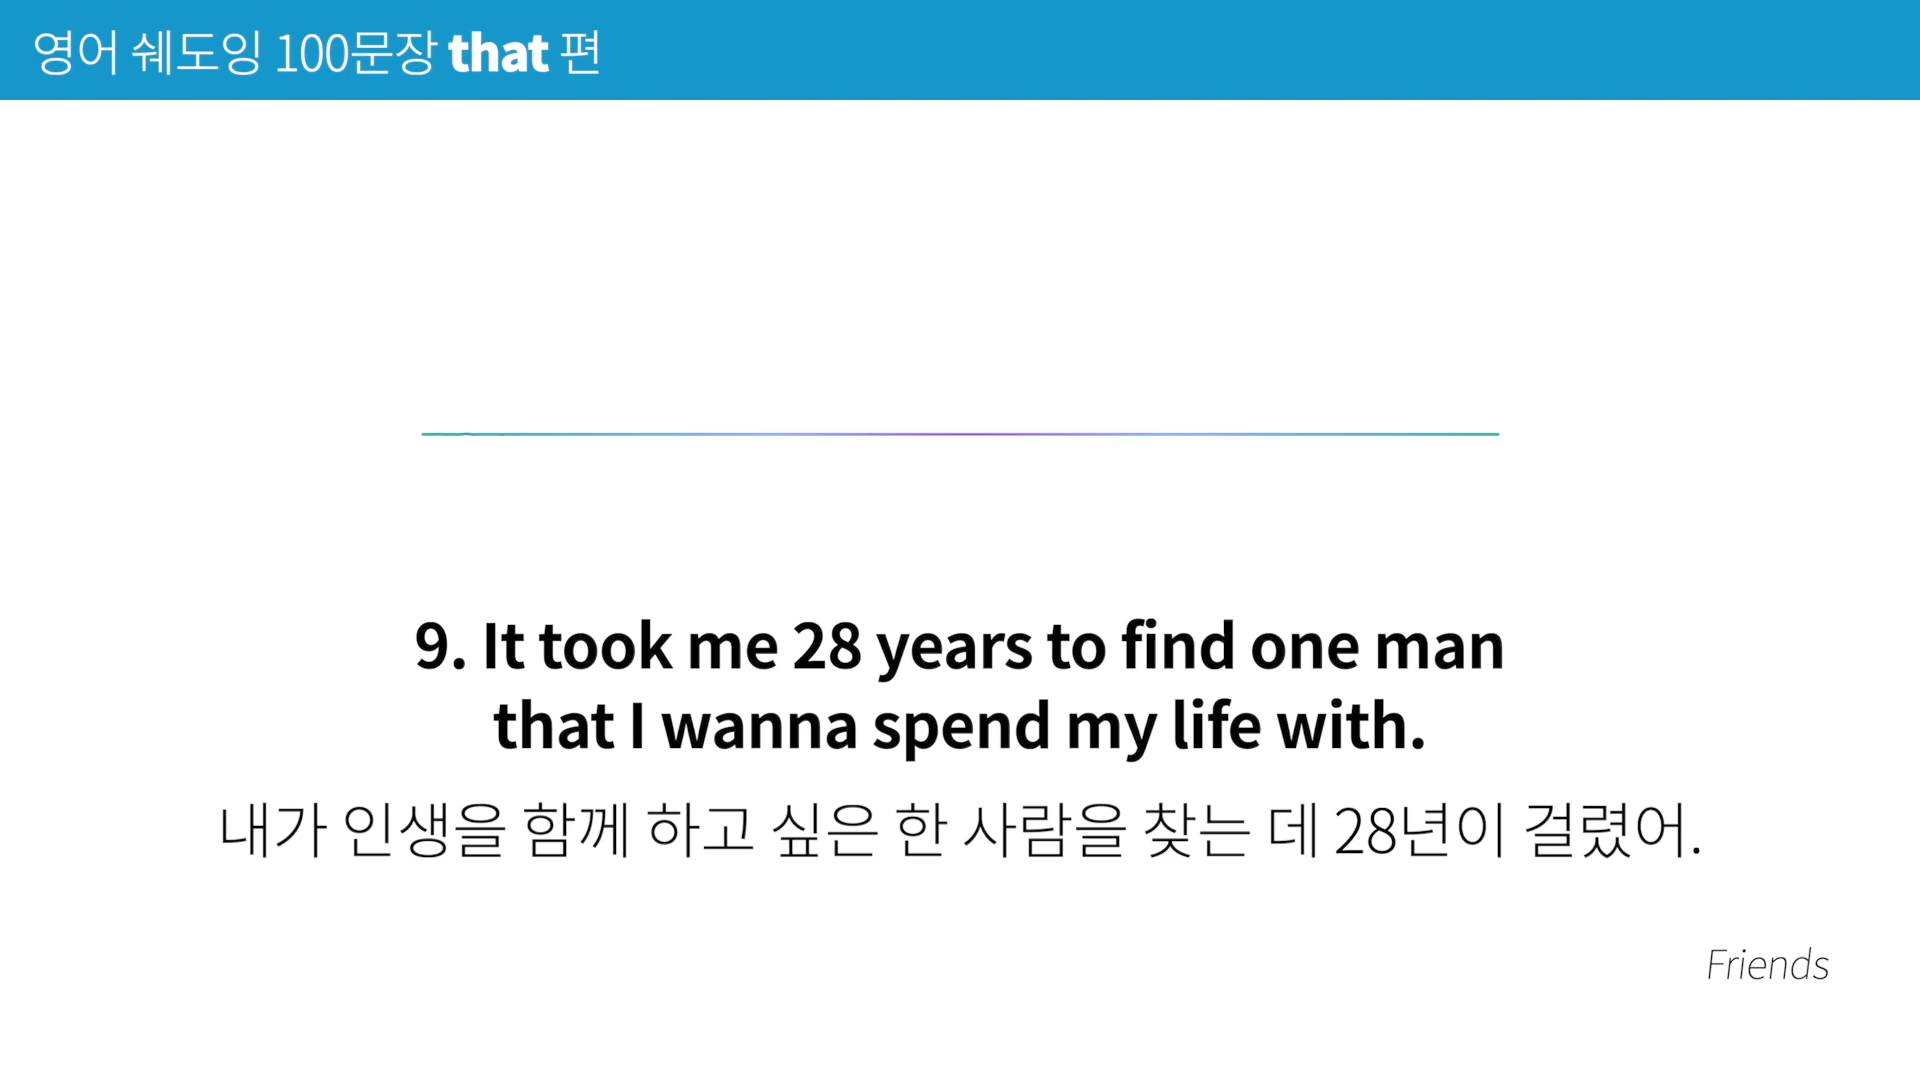 영어 쉐도잉 100문장 that 편
9. It took me 28 years to find one man
that I wanna spend my life with.
내가 인생을 함께 하고 싶은 한 사람을 찾는 데 28년이 걸렸어.
Friends